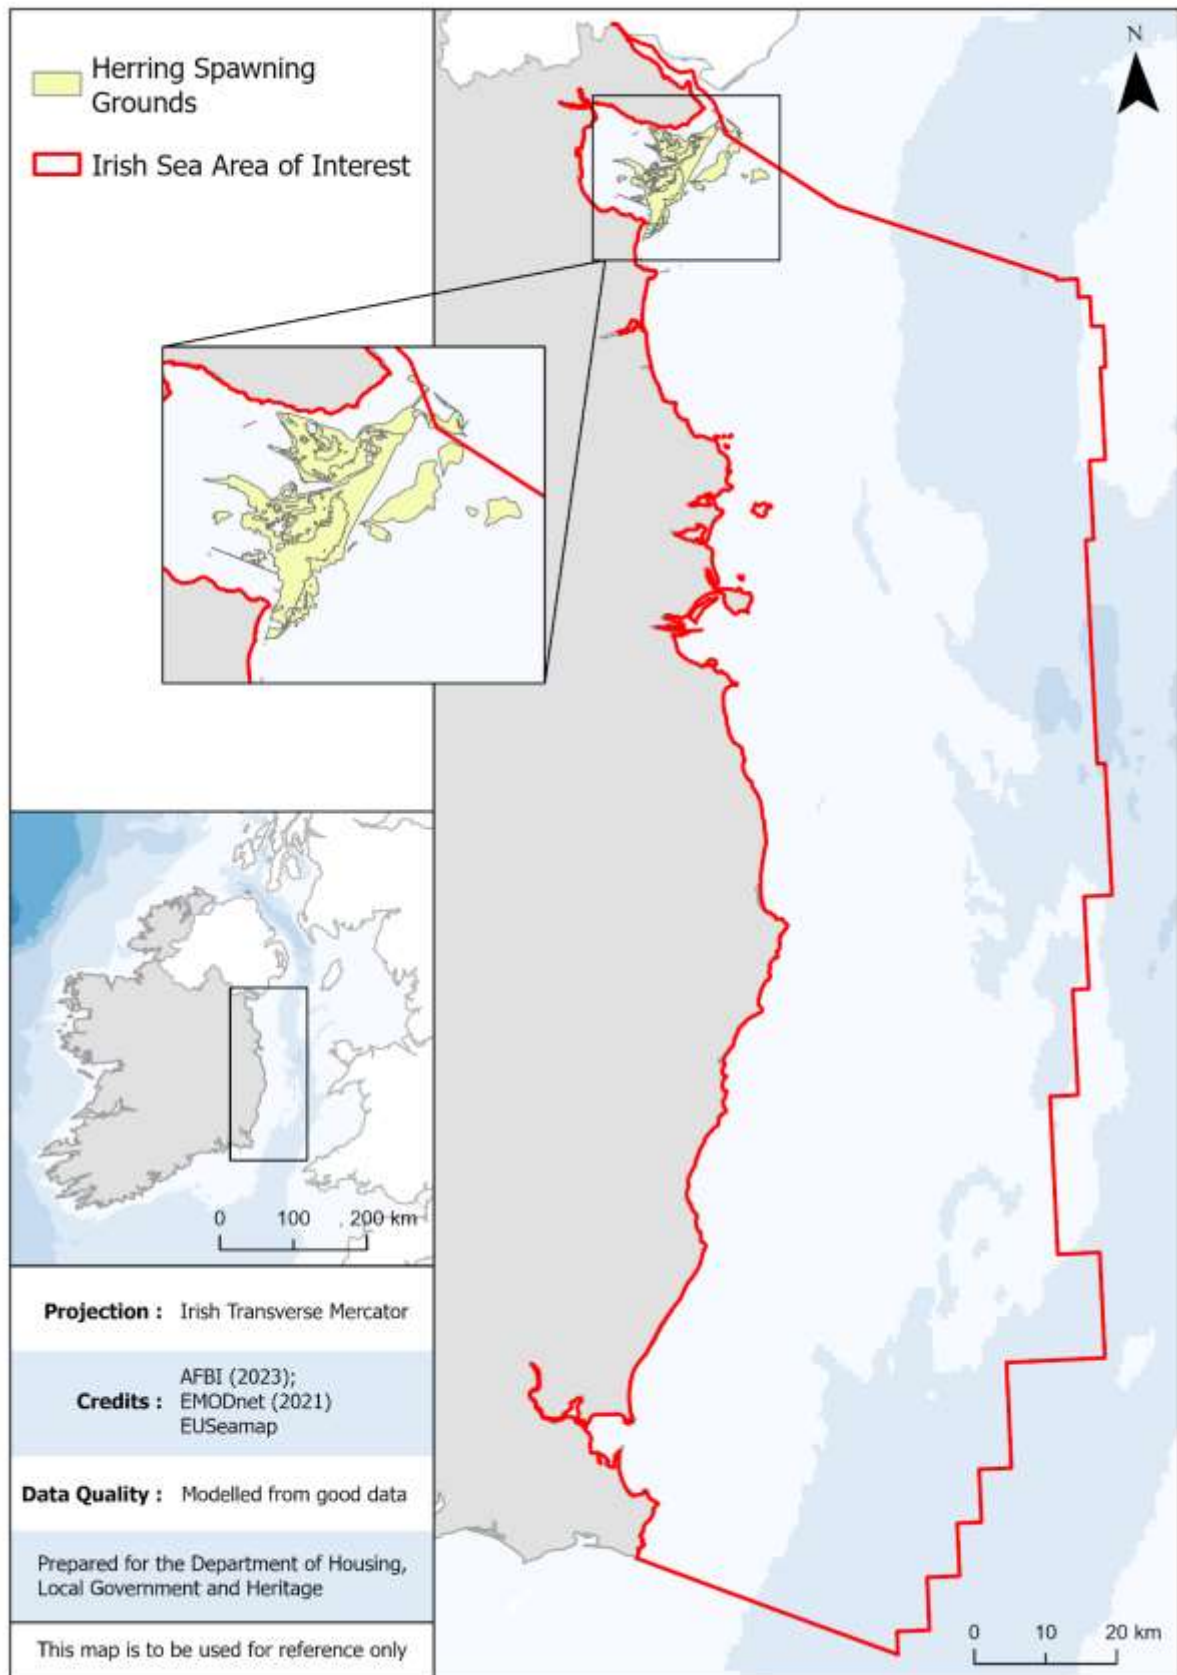 Herring Spawning
Grounds
Irish Sea Area of Interest
N
0 100 200 km
Projection : Irish Transverse Mercator
Credits : AFBI (2023);
EMODnet (2021)
EUSeamap
Data Quality : Modelled from good data
Prepared for the Department of Housing,
Local Government and Heritage
This map is to be used for reference only
0 10 20 km